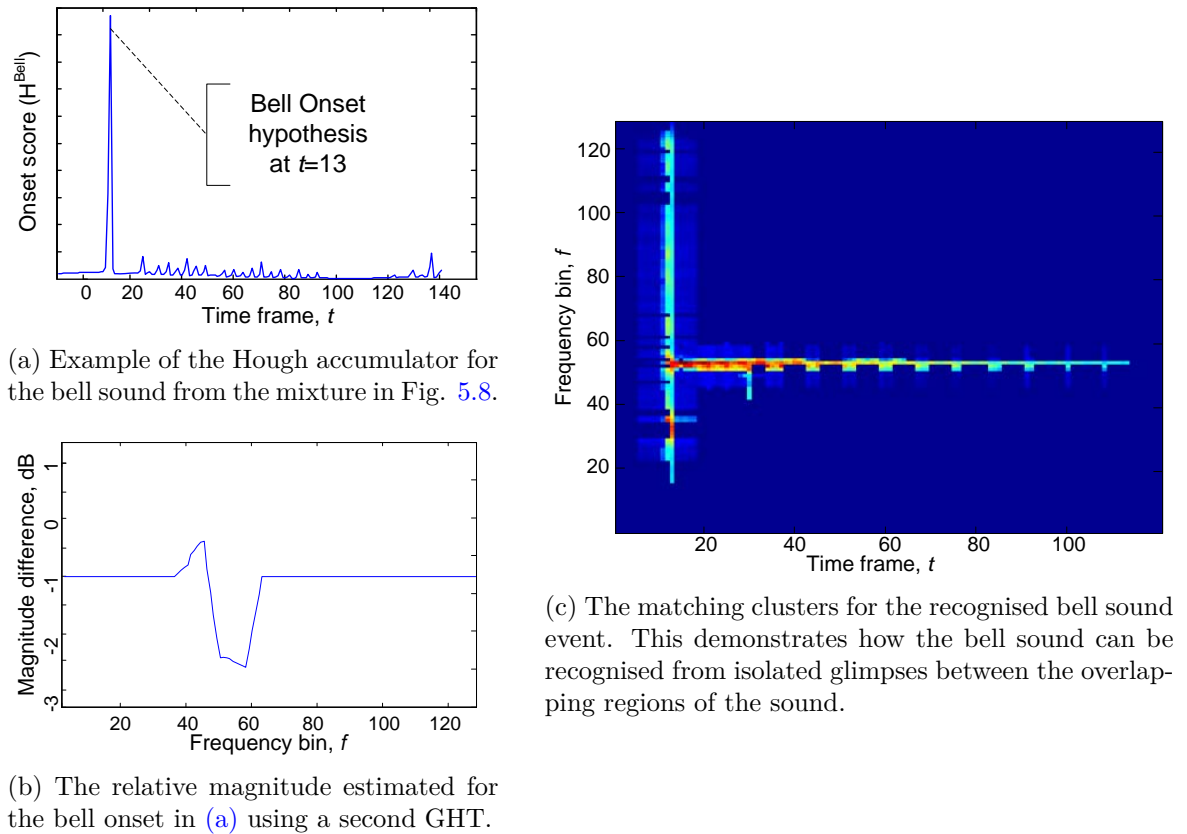 Onset score (H^Bell)
Bell Onset
hypothesis
at t=13
0 20 40 60 80 100 120 140
Time frame, t
(a) Example of the Hough accumulator for
the bell sound from the mixture in Fig. 5.8.
Magnitude difference, dB
1
0
-1
-2
-3
20 40 60 80 100 120
Frequency bin, f
(b) The relative magnitude estimated for
the bell onset in (a) using a second GHT.
Frequency bin, f
120
100
80
60
40
20
20 40 60 80 100
Time frame, t
(c) The matching clusters for the recognised bell sound
event. This demonstrates how the bell sound can be
recognised from isolated glimpses between the overlap-
ping regions of the sound.